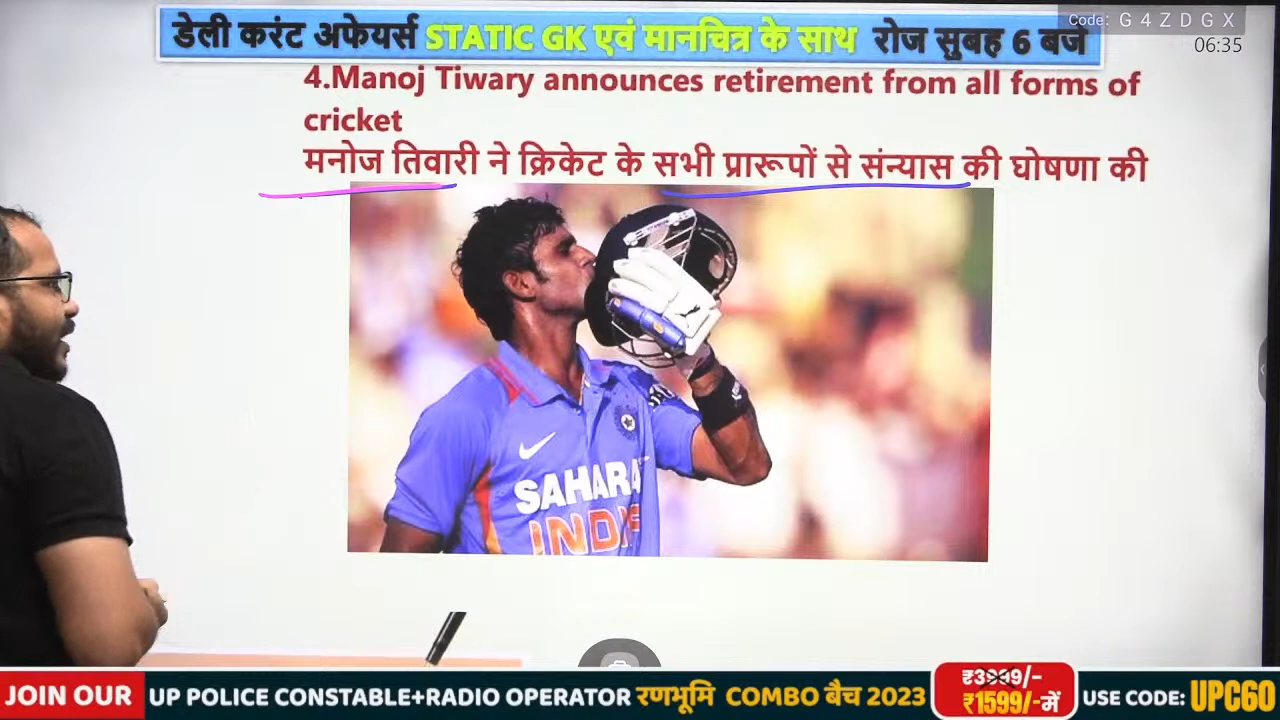 डेली करंट अफेयर्स STATIC GK एवं मानचित्र के साथ रोज सुबह 6 बजे
Code: G4ZDGX
06:35
4.Manoj Tiwary announces retirement from all forms of
cricket
मनोज तिवारी ने क्रिकेट के सभी प्रारूपों से संन्यास की घोषणा की
SAHARA
INDIA
JOIN OUR
UP POLICE CONSTABLE+RADIO OPERATOR रणभूमि COMBO बैच 2023
₹3999/-
₹1599/-में
USE CODE: UPC60